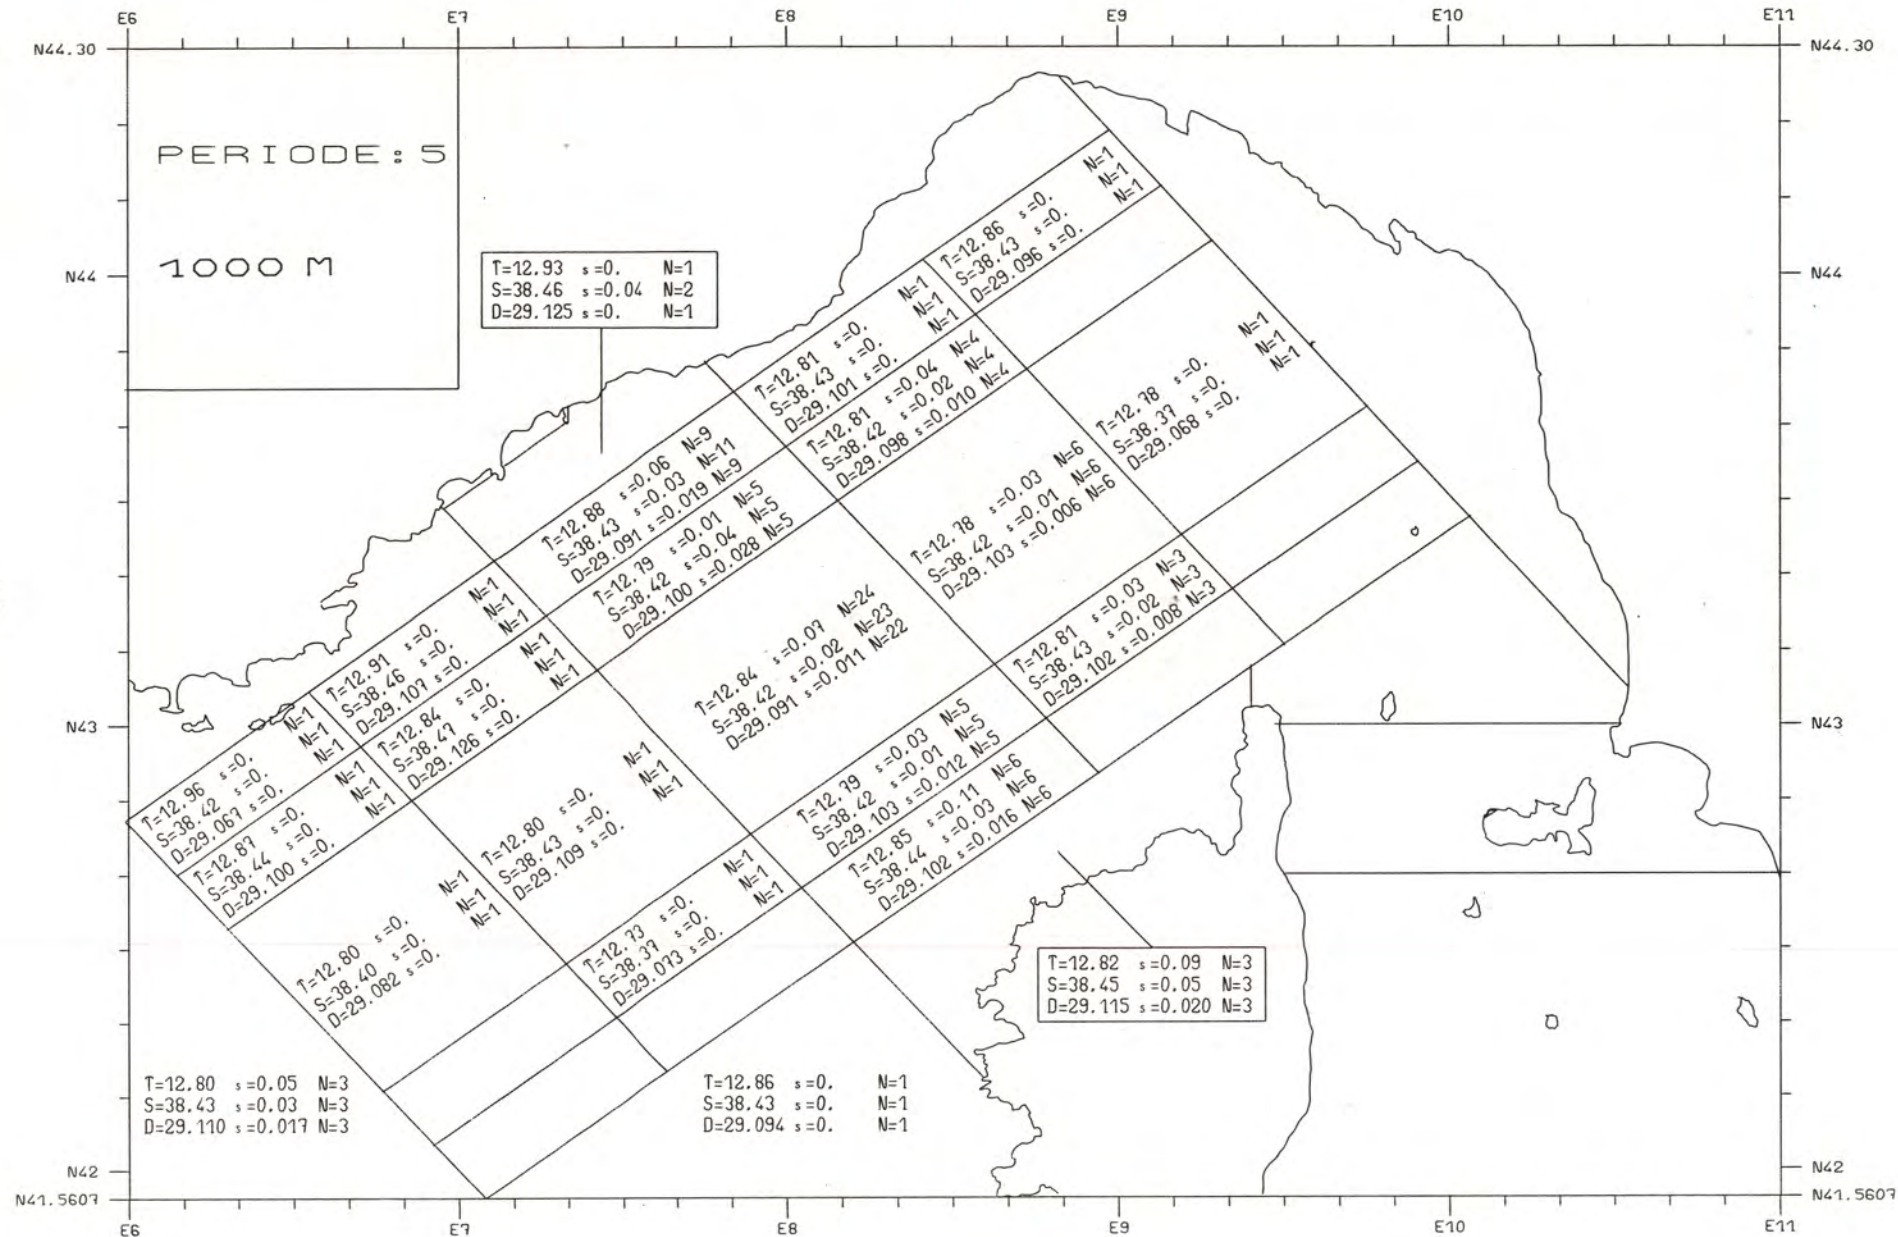 E6 E7 E8 E9 E10 E11
N44.30 N44.30
PERIODE:5
1000 M
N44 N44
T=12.93 s=0. N=1
S=38.46 s=0.04 N=2
D=29.125 s=0. N=1
T=12.86 s=0. N=1
S=38.43 s=0. N=1
D=29.096 s=0. N=1
T=12.81 s=0. N=1
S=38.43 s=0. N=1
D=29.101 s=0. N=1
T=12.81 s=0.04 N=4
S=38.42 s=0.02 N=4
D=29.098 s=0.010 N=4
T=12.78 s=0. N=1
S=38.37 s=0. N=1
D=29.068 s=0. N=1
T=12.88 s=0.06 N=9
S=38.43 s=0.03 N=11
D=29.091 s=0.019 N=9
T=12.79 s=0.01 N=5
S=38.42 s=0.04 N=5
D=29.100 s=0.028 N=5
T=12.78 s=0.03 N=6
S=38.42 s=0.01 N=6
D=29.103 s=0.006 N=6
T=12.91 s=0. N=1
S=38.46 s=0. N=1
D=29.107 s=0. N=1
T=12.84 s=0. N=1
S=38.47 s=0. N=1
D=29.126 s=0. N=1
T=12.84 s=0.07 N=24
S=38.42 s=0.02 N=23
D=29.091 s=0.011 N=22
T=12.81 s=0.03 N=3
S=38.43 s=0.02 N=3
D=29.102 s=0.008 N=3
N43 N43
T=12.96 s=0. N=1
S=38.42 s=0. N=1
D=29.067 s=0. N=1
T=12.87 s=0. N=1
S=38.44 s=0. N=1
D=29.100 s=0. N=1
T=12.80 s=0. N=1
S=38.43 s=0. N=1
D=29.109 s=0. N=1
T=12.79 s=0.03 N=5
S=38.42 s=0.01 N=5
D=29.103 s=0.012 N=5
T=12.85 s=0.11 N=6
S=38.44 s=0.03 N=6
D=29.102 s=0.016 N=6
T=12.80 s=0. N=1
S=38.40 s=0. N=1
D=29.082 s=0. N=1
T=12.73 s=0. N=1
S=38.37 s=0. N=1
D=29.073 s=0. N=1
T=12.82 s=0.09 N=3
S=38.45 s=0.05 N=3
D=29.115 s=0.020 N=3
T=12.80 s=0.05 N=3
S=38.43 s=0.03 N=3
D=29.110 s=0.017 N=3
T=12.86 s=0. N=1
S=38.43 s=0. N=1
D=29.094 s=0. N=1
N42 N42
N41.5607 N41.5607
E6 E7 E8 E9 E10 E11